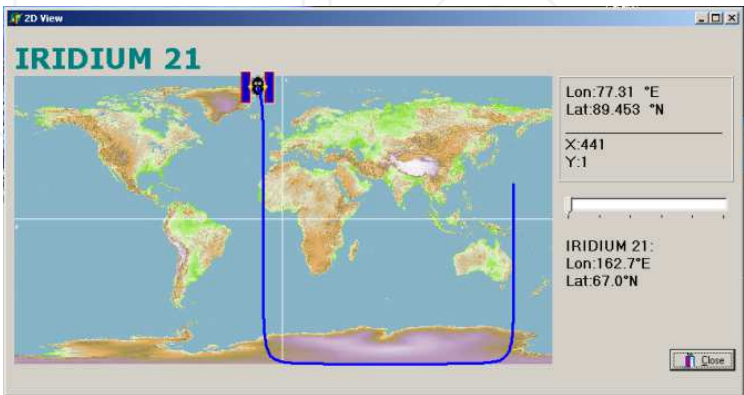 2D View
IRIDIUM 21
Lon:77.31 °E
Lat:89.453 °N
X:441
Y:1
IRIDIUM 21:
Lon:162.7°E
Lat:67.0°N
Close